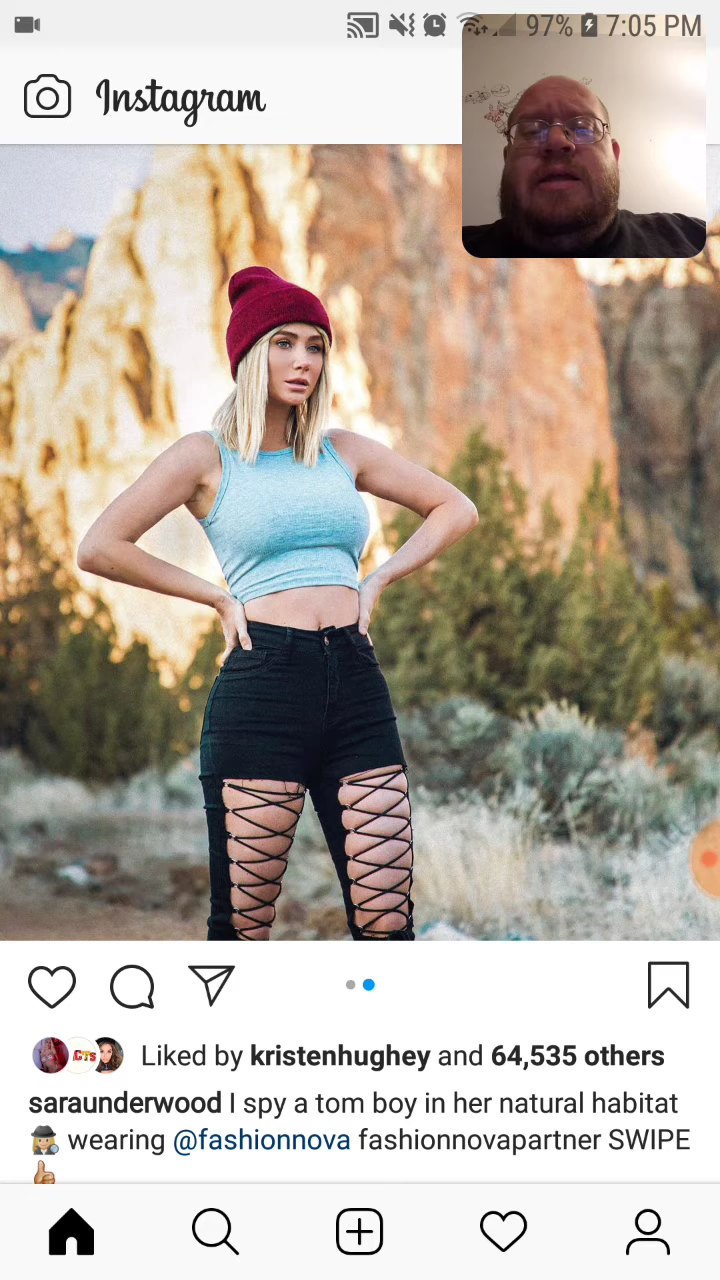 97% 7:05 PM
Instagram
Liked by kristenhughey and 64,535 others
saraunderwood I spy a tom boy in her natural habitat
wearing @fashionnova fashionnovapartner SWIPE